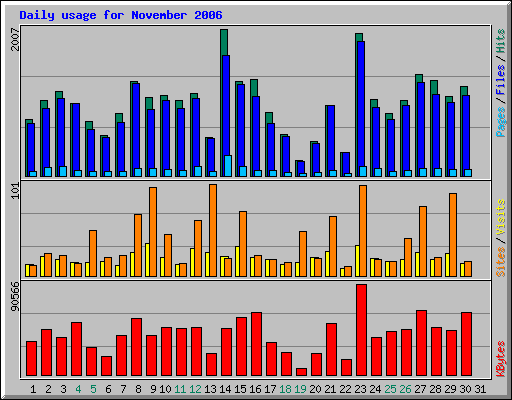 Daily usage for November 2006
2007
Pages / Files / Hits
101
Sites / Visits
90566
KBytes
1 2 3 4 5 6 7 8 9 10 11 12 13 14 15 16 17 18 19 20 21 22 23 24 25 26 27 28 29 30 31